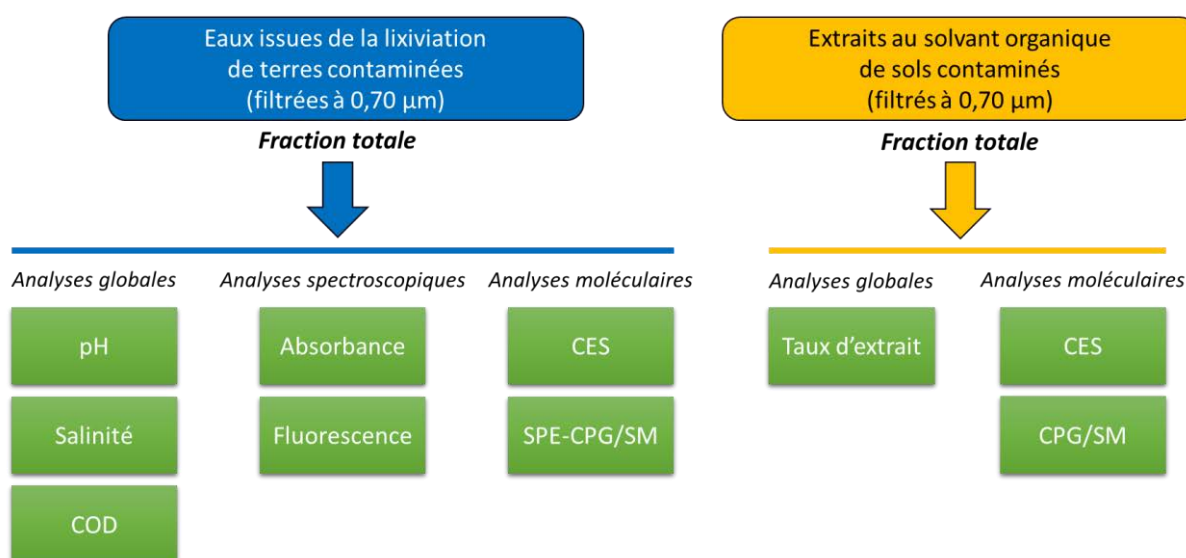 Eaux issues de la lixiviation
de terres contaminées
(filtrées à 0,70 µm)
Fraction totale
Analyses globales
Analyses spectroscopiques
Analyses moléculaires
pH
Absorbance
CES
Salinité
Fluorescence
SPE-CPG/SM
COD
Extraits au solvant organique
de sols contaminés
(filtrés à 0,70 µm)
Fraction totale
Analyses globales
Analyses moléculaires
Taux d'extrait
CES
CPG/SM